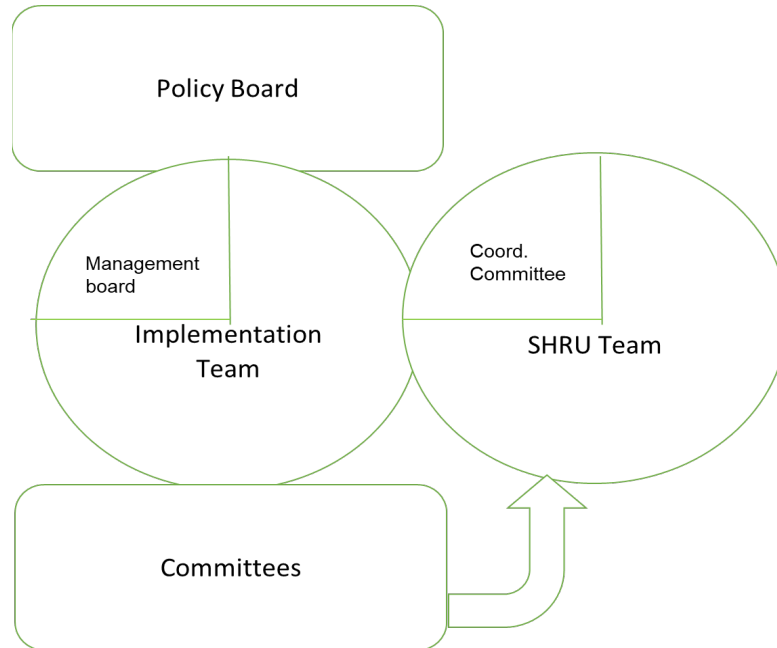 Policy Board
Management
board
Coord.
Committee
Implementation
Team
SHRU Team
Committees